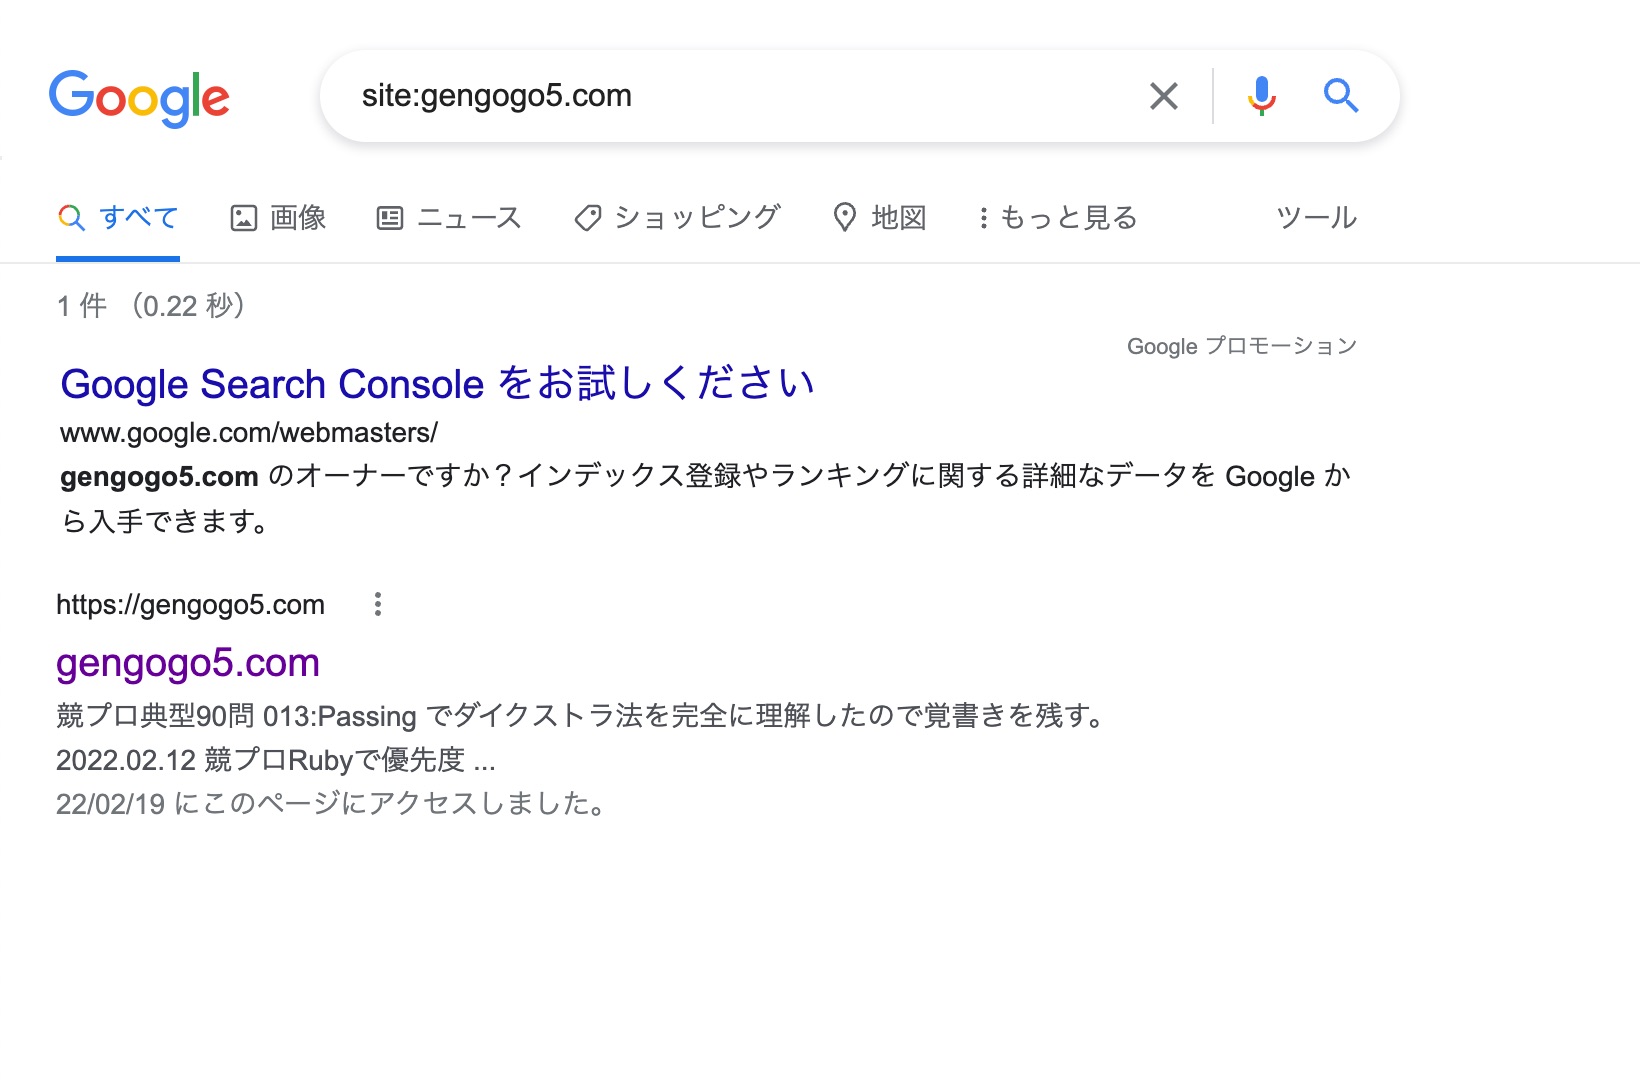 Google
site:gengogo5.com
すべて 画像 ニュース ショッピング 地図 もっと見る ツール
1 件 （0.22 秒）
Google プロモーション
Google Search Console をお試しください
www.google.com/webmasters/
gengogo5.com のオーナーですか？インデックス登録やランキングに関する詳細なデータを Google か
ら入手できます。
https://gengogo5.com
gengogo5.com
競プロ典型90問 013:Passing でダイクストラ法を完全に理解したので覚書きを残す。
2022.02.12 競プロRubyで優先度 ...
22/02/19 にこのページにアクセスしました。